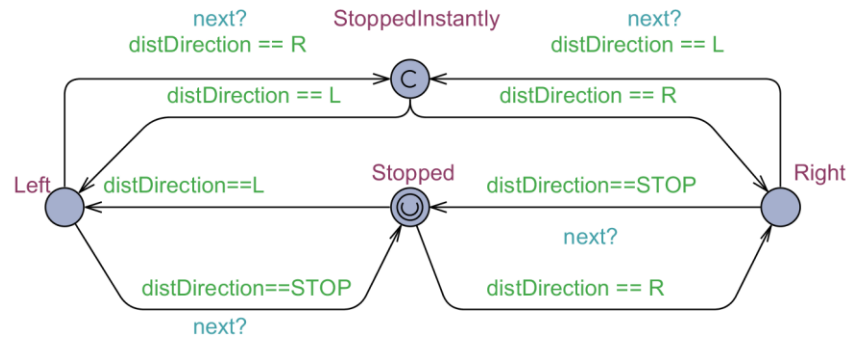 next?
distDirection == R
StoppedInstantly
next?
distDirection == L
C
distDirection == L
distDirection == R
Left
distDirection==L
Stopped
distDirection==STOP
Right
next?
distDirection==STOP
next?
distDirection == R